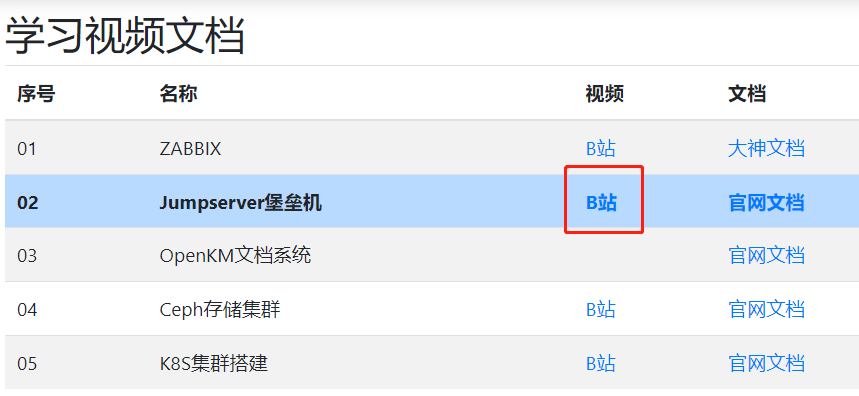 学习视频文档
序号 名称 视频 文档
01 ZABBIX B站 大神文档
02 Jumpserver堡垒机 B站 官网文档
03 OpenKM文档系统 官网文档
04 Ceph存储集群 B站 官网文档
05 K8S集群搭建 B站 官网文档